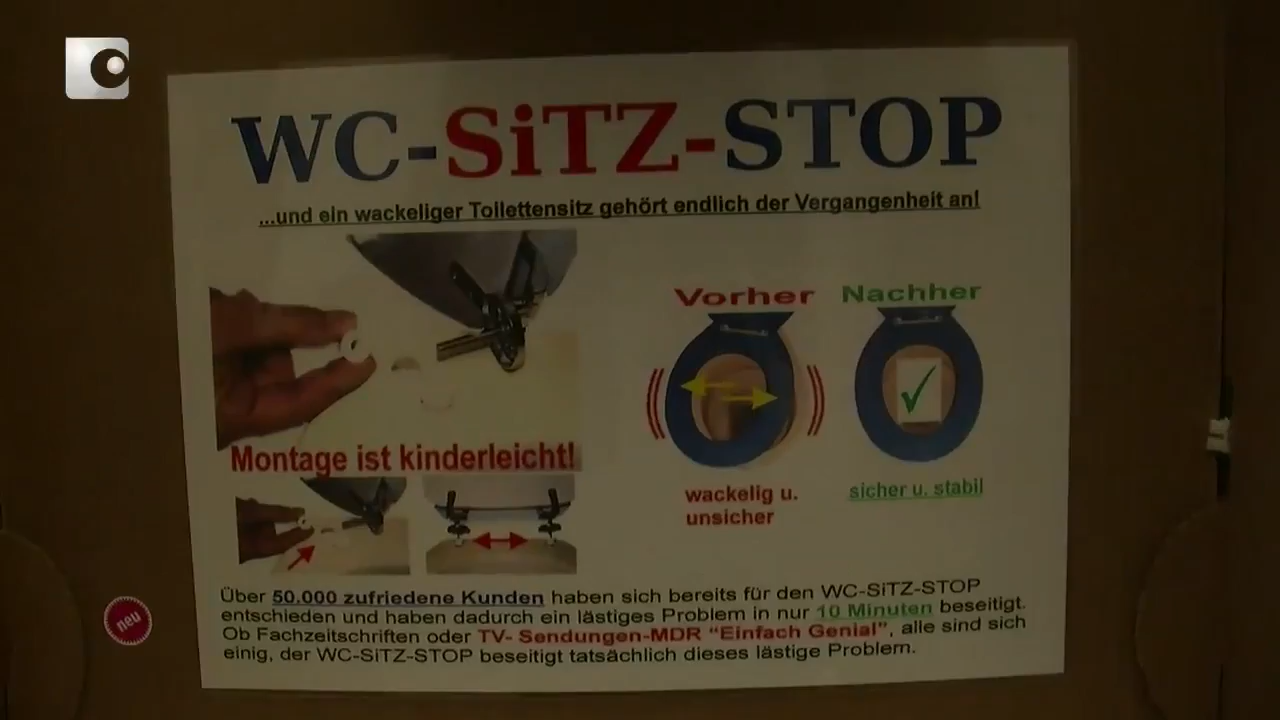 WC-SiTZ-STOP
...und ein wackeliger Toilettensitz gehört endlich der Vergangenheit an!
Vorher
Nachher
Montage ist kinderleicht!
wackelig u.
unsicher
sicher u. stabil
Über 50.000 zufriedene Kunden haben sich bereits für den WC-SiTZ-STOP
entschieden und haben dadurch ein lästiges Problem in nur 10 Minuten beseitigt.
Ob Fachzeitschriften oder TV- Sendungen-MDR "Einfach Genial", alle sind sich
einig, der WC-SiTZ-STOP beseitigt tatsächlich dieses lästige Problem.
neu